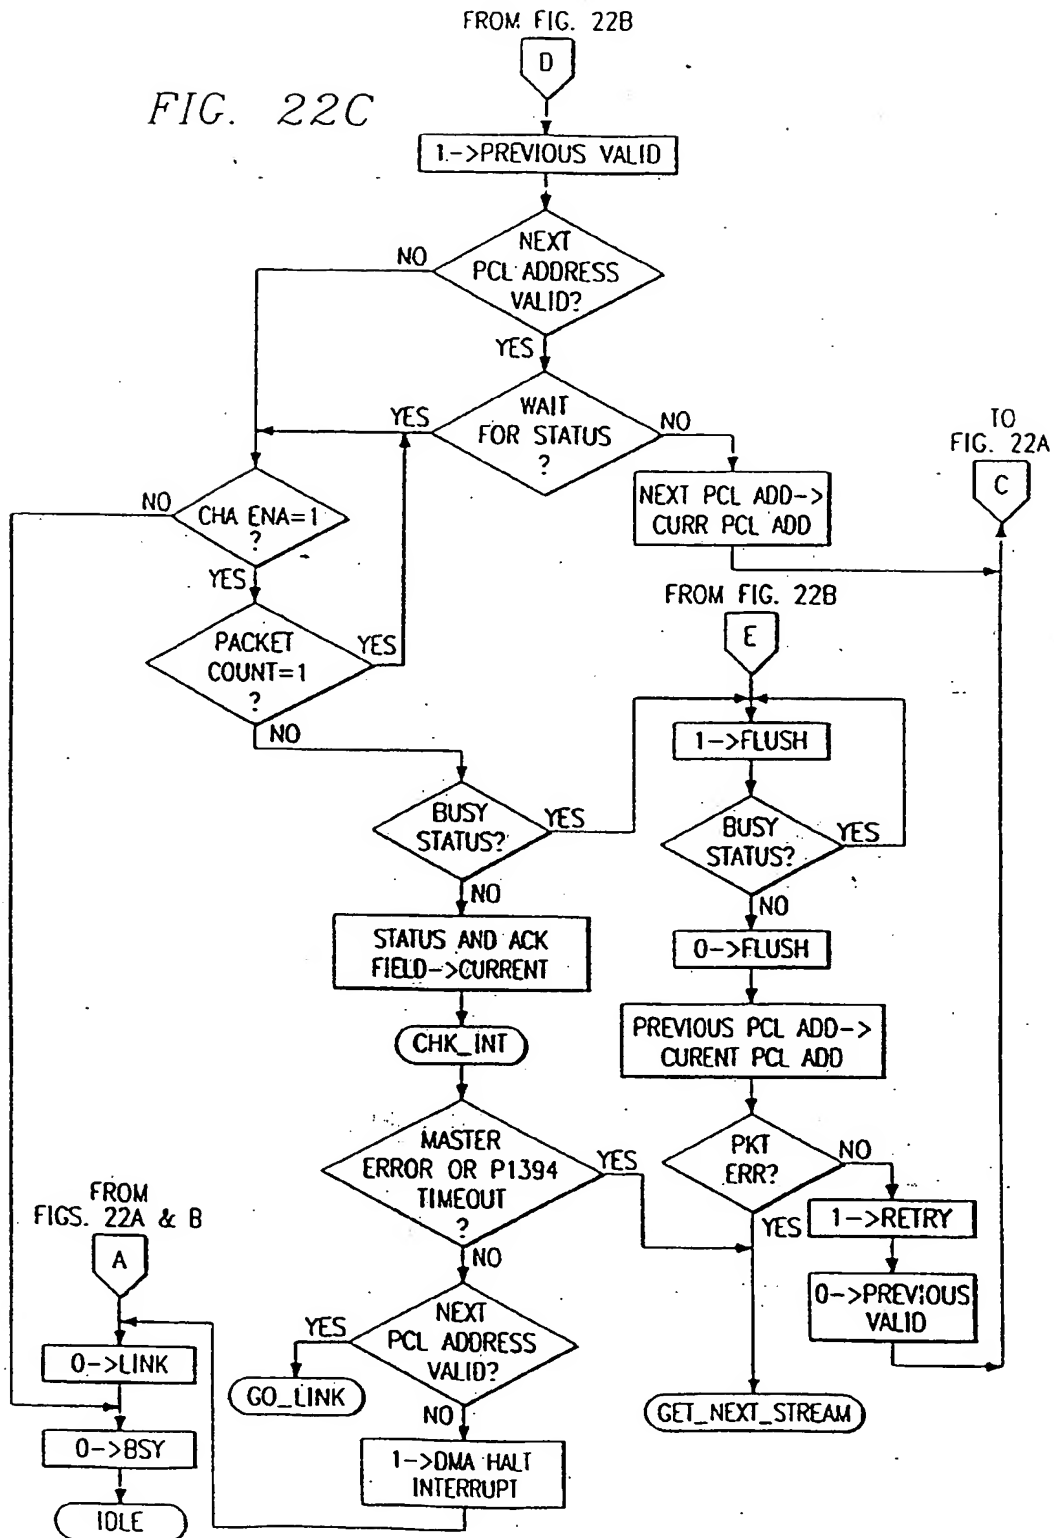 FROM FIG. 22B
D
FIG. 22C
1->PREVIOUS VALID
NEXT
PCL ADDRESS
VALID?
NO
YES
WAIT
FOR STATUS
?
YES
NO
NEXT PCL ADD->
CURR PCL ADD
TO
FIG. 22A
C
CHA ENA=1
?
NO
YES
PACKET
COUNT=1
?
YES
NO
FROM FIG. 22B
E
1->FLUSH
BUSY
STATUS?
YES
NO
BUSY
STATUS?
YES
NO
STATUS AND ACK
FIELD->CURRENT
0->FLUSH
CHK_INT
PREVIOUS PCL ADD->
CURENT PCL ADD
MASTER
ERROR OR P1394
TIMEOUT
?
YES
NO
PKT
ERR?
NO
YES
1->RETRY
0->PREVIOUS
VALID
FROM
FIGS. 22A & B
A
0->LINK
0->BSY
IDLE
NEXT
PCL ADDRESS
VALID?
YES
NO
GO_LINK
GET_NEXT_STREAM
1->DMA HALT
INTERRUPT